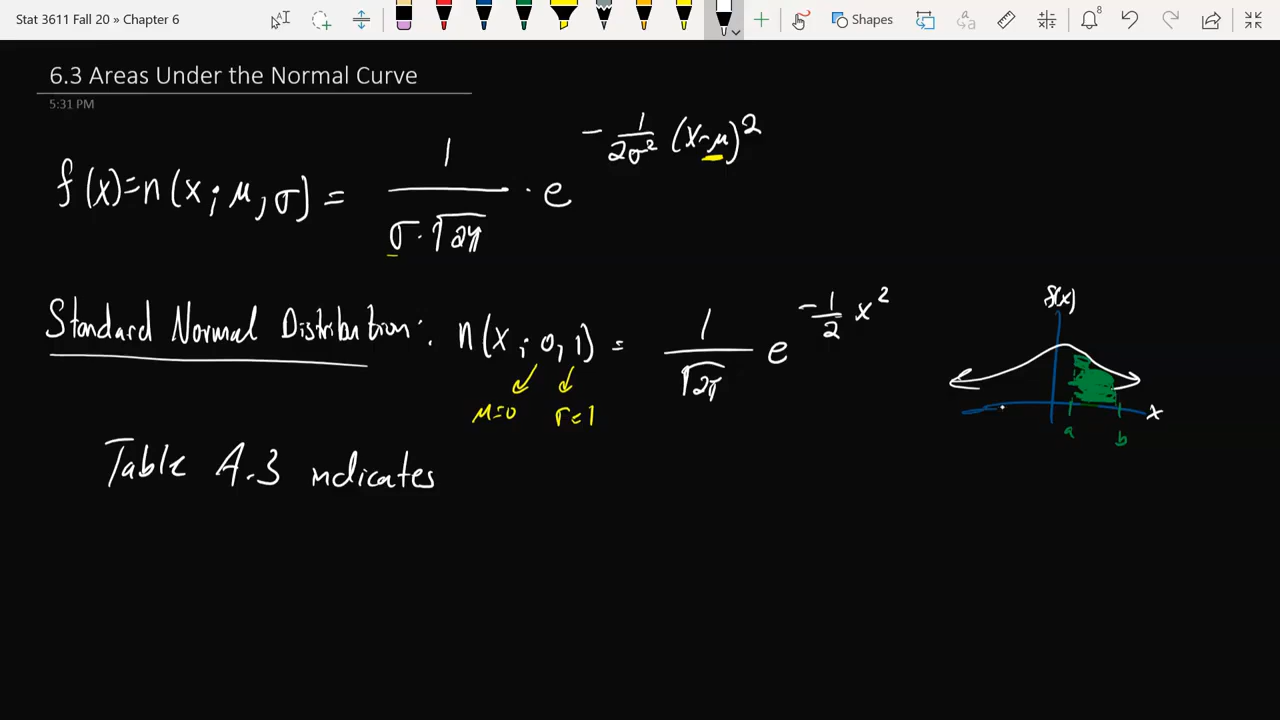 Stat 3611 Fall 20 » Chapter 6
Shapes
8
6.3 Areas Under the Normal Curve
5:31 PM
f(x)=n(x; μ, σ) = 1/(σ·√2π) · e^(-1/(2σ²) (x-μ)²)
Standard Normal Distribution: n(x; 0, 1) = 1/√2π e^(-1/2 x²)
μ=0 σ=1
f(x)
x
a b
Table A.3 indicates